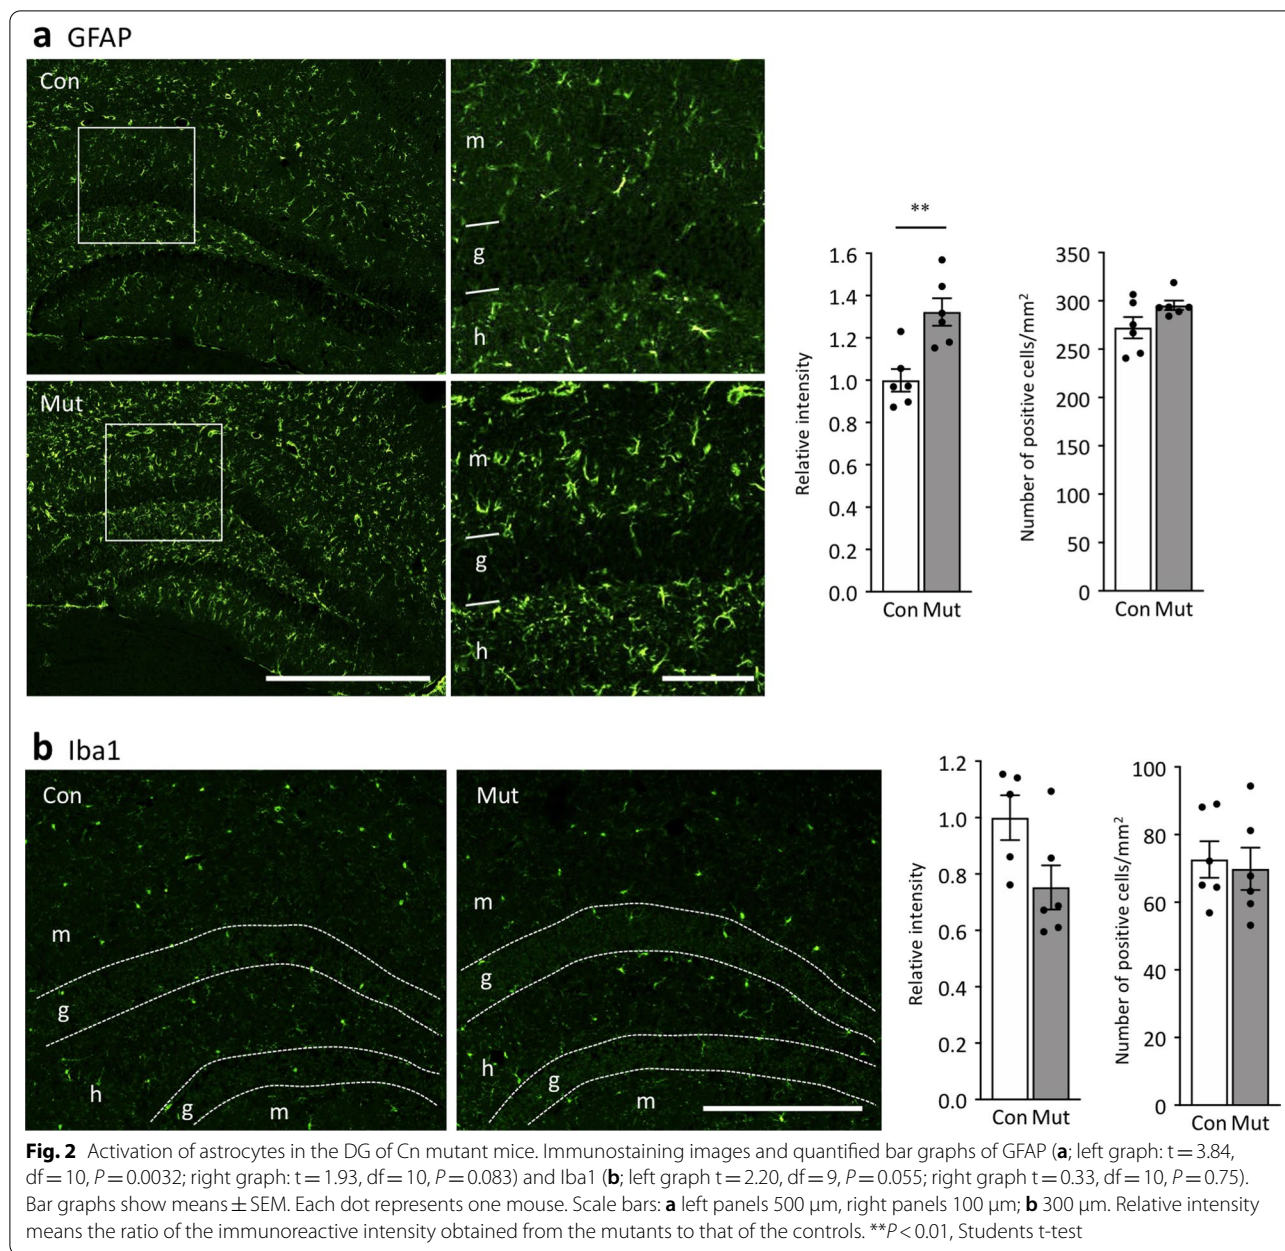 a GFAP
Con
m
g
h
Mut
m
g
h
**
Relative intensity
1.6
1.4
1.2
1.0
0.8
0.6
0.4
0.2
0.0
Con Mut
Number of positive cells/mm²
350
300
250
200
150
100
50
0
Con Mut
b Iba1
Con
m
g
h
g
m
Mut
m
g
h
g
m
Relative intensity
1.2
1.0
0.8
0.6
0.4
0.2
0.0
Con Mut
Number of positive cells/mm²
100
80
60
40
20
0
Con Mut
Fig. 2 Activation of astrocytes in the DG of Cn mutant mice. Immunostaining images and quantified bar graphs of GFAP (a; left graph: t = 3.84,
df = 10, P = 0.0032; right graph: t = 1.93, df = 10, P = 0.083) and Iba1 (b; left graph t = 2.20, df = 9, P = 0.055; right graph t = 0.33, df = 10, P = 0.75).
Bar graphs show means ± SEM. Each dot represents one mouse. Scale bars: a left panels 500 μm, right panels 100 μm; b 300 μm. Relative intensity
means the ratio of the immunoreactive intensity obtained from the mutants to that of the controls. **P < 0.01, Students t-test